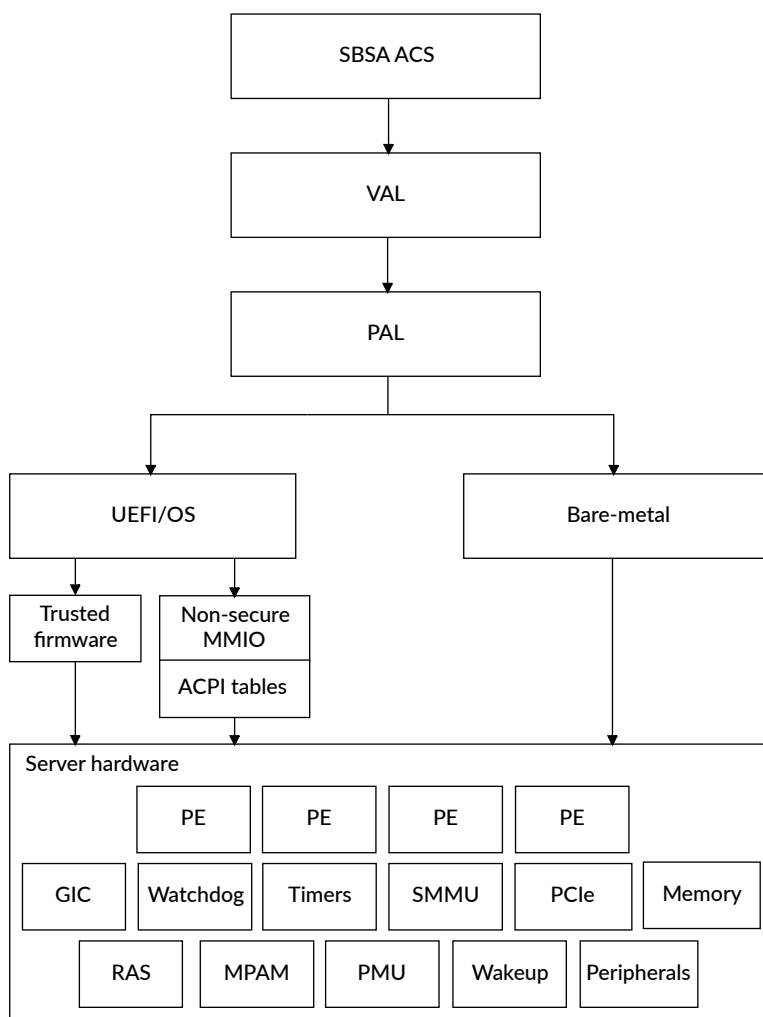 SBSA ACS
VAL
PAL
UEFI/OS
Bare-metal
Trusted
firmware
Non-secure
MMIO
ACPI tables
Server hardware
PE
PE
PE
PE
GIC
Watchdog
Timers
SMMU
PCIe
Memory
RAS
MPAM
PMU
Wakeup
Peripherals